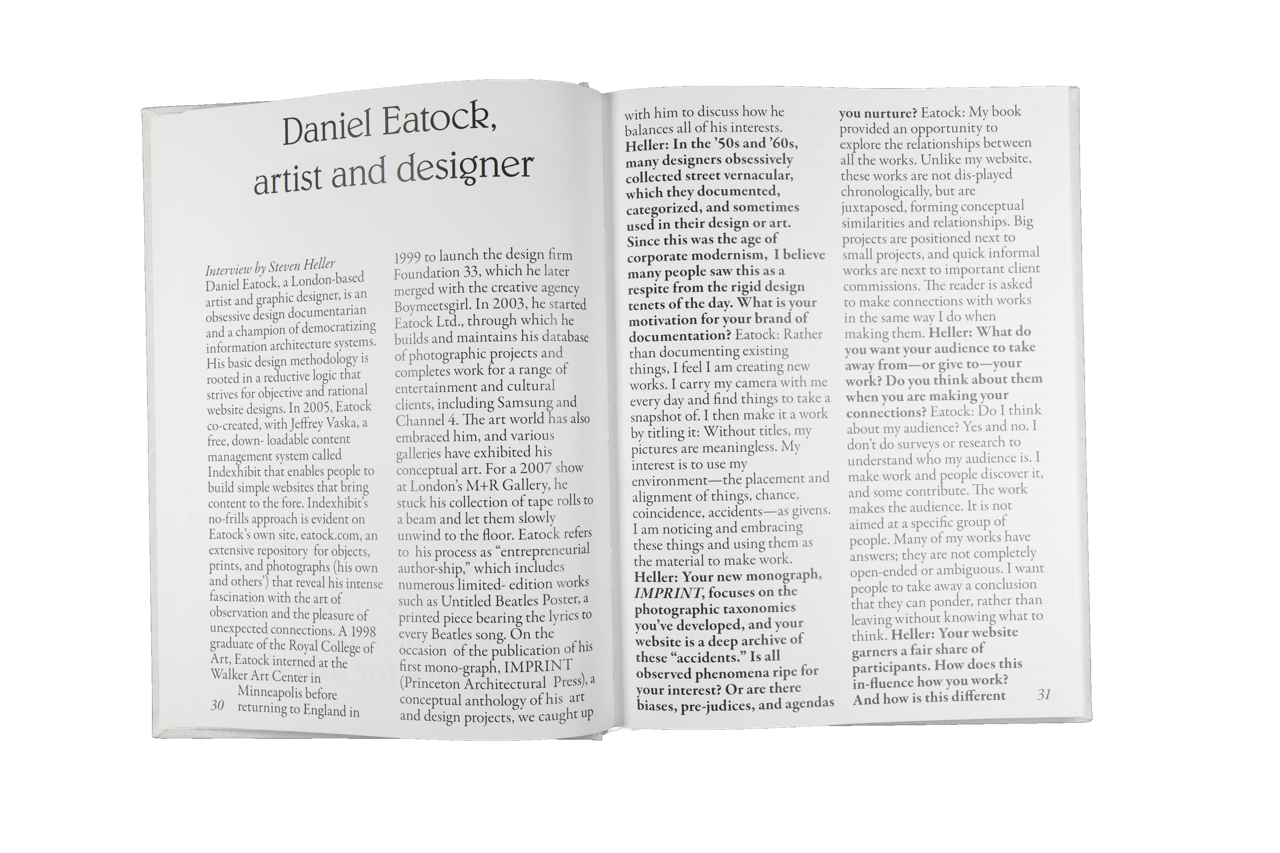 Daniel Eatock,
artist and designer
Interview by Steven Heller
Daniel Eatock, a London-based
artist and graphic designer, is an
obsessive design documentarian
and a champion of democratizing
information architecture systems.
His basic design methodology is
rooted in a reductive logic that
strives for objective and rational
website designs. In 2005, Eatock
co-created, with Jeffrey Vaska, a
free, down- loadable content
management system called
Indexhibit that enables people to
build simple websites that bring
content to the fore. Indexhibit's
no-frills approach is evident on
Eatock's own site, eatock.com, an
extensive repository for objects,
prints, and photographs (his own
and others') that reveal his intense
fascination with the art of
observation and the pleasure of
unexpected connections. A 1998
graduate of the Royal College of
Art, Eatock interned at the
Walker Art Center in
Minneapolis before
returning to England in
30
1999 to launch the design firm
Foundation 33, which he later
merged with the creative agency
Boymeetsgirl. In 2003, he started
Eatock Ltd., through which he
builds and maintains his database
of photographic projects and
completes work for a range of
entertainment and cultural
clients, including Samsung and
Channel 4. The art world has also
embraced him, and various
galleries have exhibited his
conceptual art. For a 2007 show
at London's M+R Gallery, he
stuck his collection of tape rolls to
a beam and let them slowly
unwind to the floor. Eatock refers
to his process as “entrepreneurial
author-ship,” which includes
numerous limited- edition works
such as Untitled Beatles Poster, a
printed piece bearing the lyrics to
every Beatles song. On the
occasion of the publication of his
first mono-graph, IMPRINT
(Princeton Architectural Press), a
conceptual anthology of his art
and design projects, we caught up
with him to discuss how he
balances all of his interests.
Heller: In the ’50s and ’60s,
many designers obsessively
collected street vernacular,
which they documented,
categorized, and sometimes
used in their design or art.
Since this was the age of
corporate modernism, I believe
many people saw this as a
respite from the rigid design
tenets of the day. What is your
motivation for your brand of
documentation? Eatock: Rather
than documenting existing
things, I feel I am creating new
works. I carry my camera with me
every day and find things to take a
snapshot of. I then make it a work
by titling it: Without titles, my
pictures are meaningless. My
interest is to use my
environment—the placement and
alignment of things, chance,
coincidence, accidents—as givens.
I am noticing and embracing
these things and using them as
the material to make work.
Heller: Your new monograph,
IMPRINT, focuses on the
photographic taxonomies
you’ve developed, and your
website is a deep archive of
these “accidents.” Is all
observed phenomena ripe for
your interest? Or are there
biases, pre-judices, and agendas
you nurture? Eatock: My book
provided an opportunity to
explore the relationships between
all the works. Unlike my website,
these works are not dis-played
chronologically, but are
juxtaposed, forming conceptual
similarities and relationships. Big
projects are positioned next to
small projects, and quick informal
works are next to important client
commissions. The reader is asked
to make connections with works
in the same way I do when
making them. Heller: What do
you want your audience to take
away from—or give to—your
work? Do you think about them
when you are making your
connections? Eatock: Do I think
about my audience? Yes and no. I
don’t do surveys or research to
understand who my audience is. I
make work and people discover it,
and some contribute. The work
makes the audience. It is not
aimed at a specific group of
people. Many of my works have
answers; they are not completely
open-ended or ambiguous. I want
people to take away a conclusion
that they can ponder, rather than
leaving without knowing what to
think. Heller: Your website
garners a fair share of
participants. How does this
in-fluence how you work?
And how is this different
31